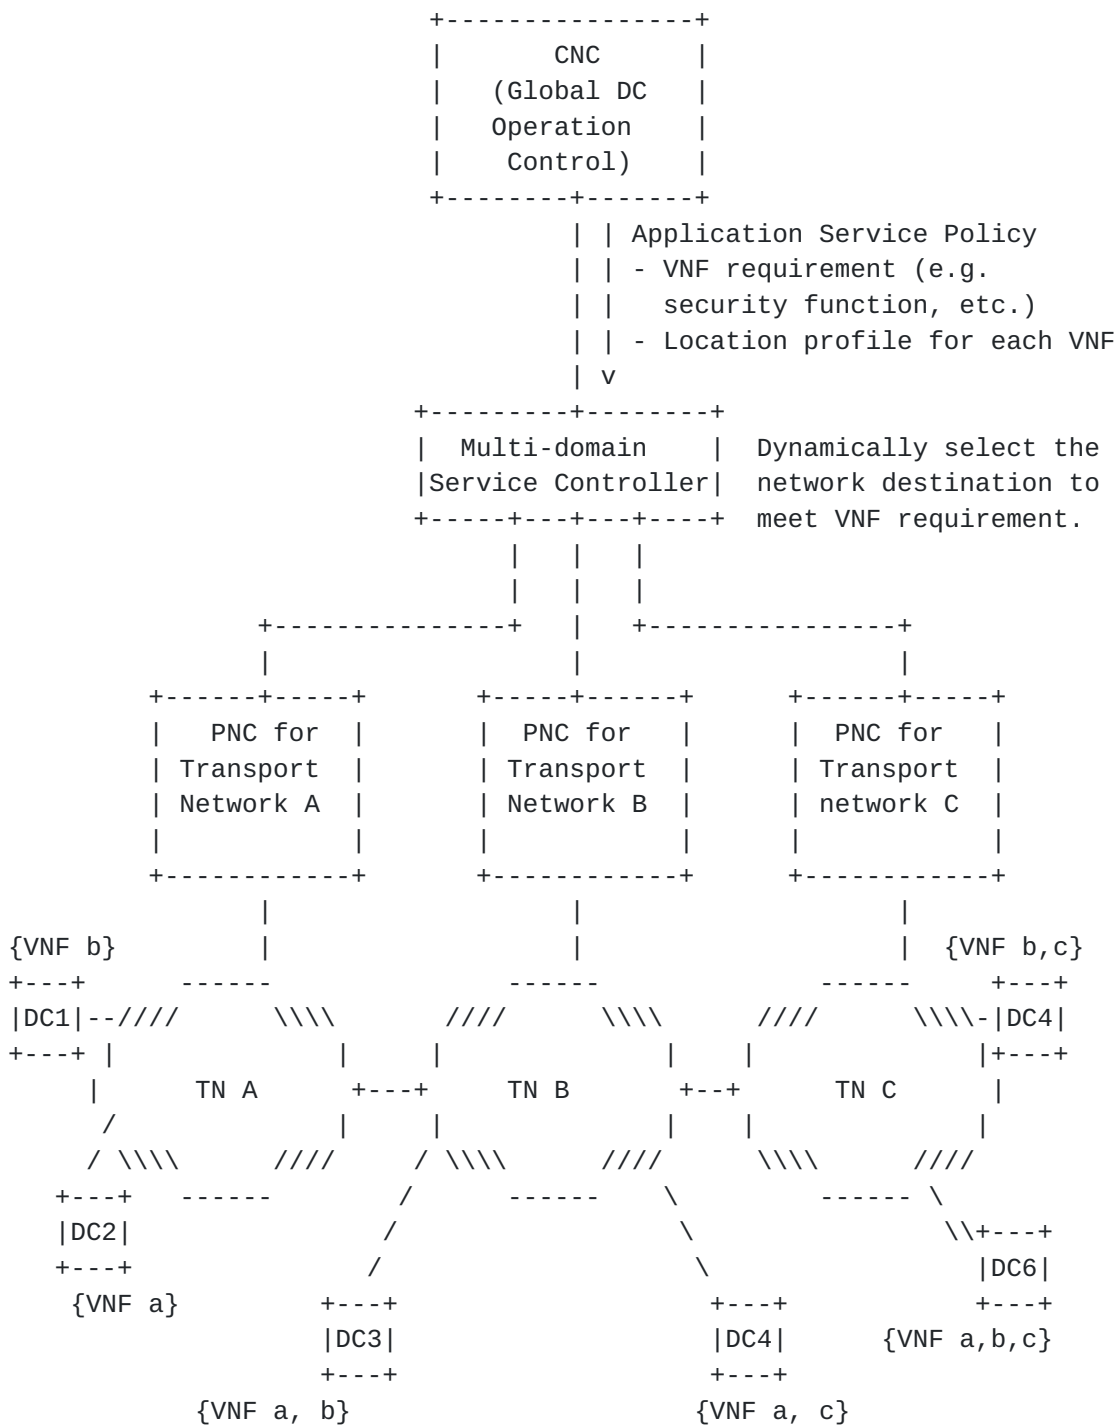 CNC
(Global DC
Operation
Control)
Application Service Policy
- VNF requirement (e.g.
security function, etc.)
- Location profile for each VNF
v
Multi-domain
Service Controller
Dynamically select the
network destination to
meet VNF requirement.
PNC for
Transport
Network A
PNC for
Transport
Network B
PNC for
Transport
network C
{VNF b}
{VNF b,c}
DC1
DC4
TN A
TN B
TN C
DC2
{VNF a}
DC6
{VNF a,b,c}
DC3
{VNF a, b}
DC4
{VNF a, c}